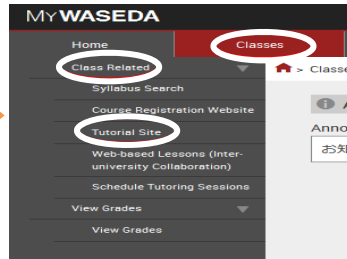 MYWASEDA
Home
Classes
Class Related
> Classe
Syllabus Search
Course Registration Website
Tutorial Site
Anno
お知
Web-based Lessons (Inter-
university Collaboration)
Schedule Tutoring Sessions
View Grades
View Grades